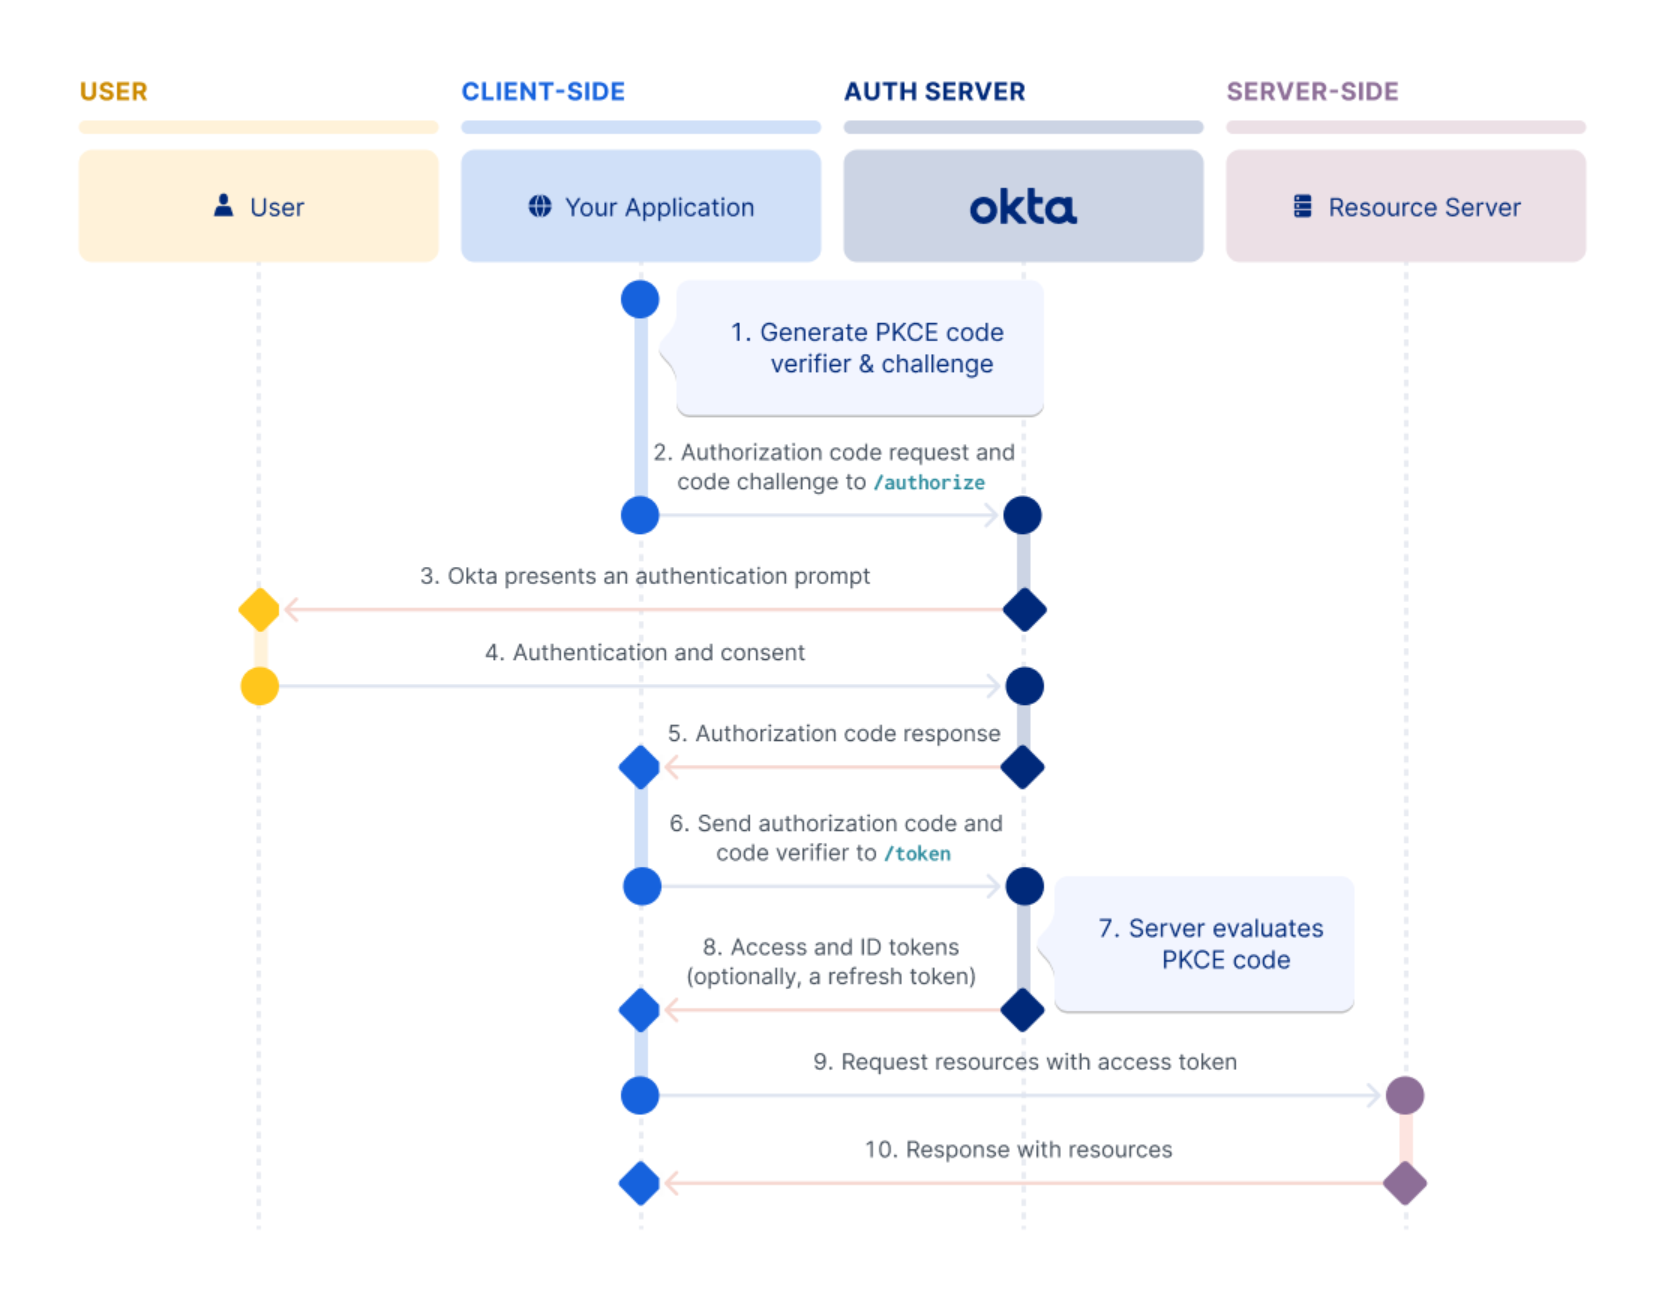 USER
CLIENT-SIDE
AUTH SERVER
SERVER-SIDE
User
Your Application
okta
Resource Server
1. Generate PKCE code
verifier & challenge
2. Authorization code request and
code challenge to /authorize
3. Okta presents an authentication prompt
4. Authentication and consent
5. Authorization code response
6. Send authorization code and
code verifier to /token
7. Server evaluates
PKCE code
8. Access and ID tokens
(optionally, a refresh token)
9. Request resources with access token
10. Response with resources